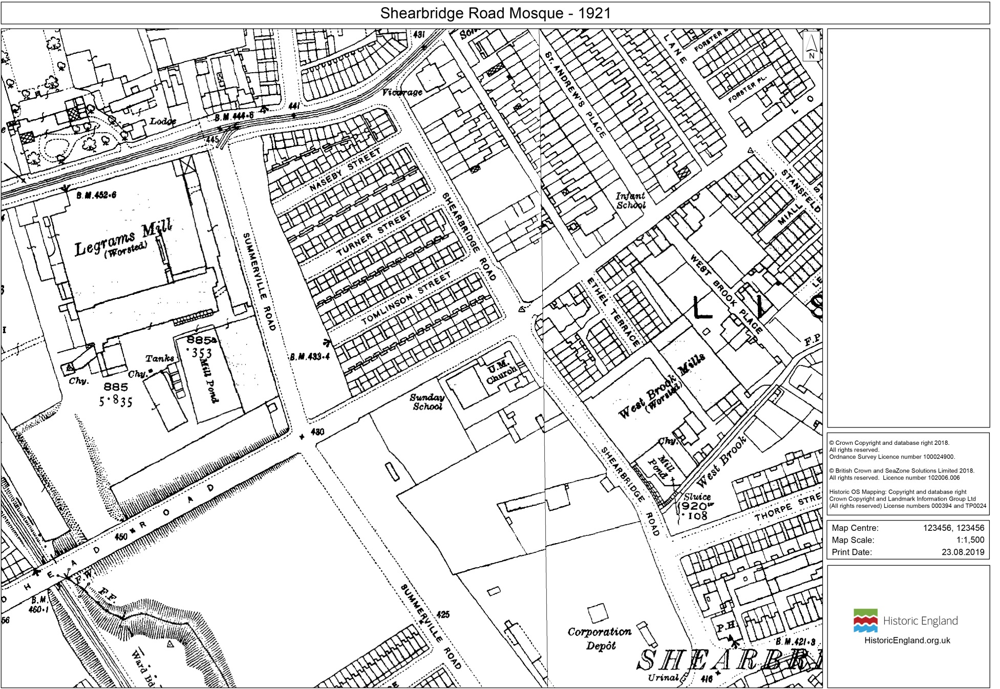 Shearbridge Road Mosque - 1921
431
Vicarage
ST. ANDREW'S PLACE
LANE
FORSTER
FORSTER PL.
L O
N
441
B.M. 444·6
445
Lodge
B.M. 452·6
NASEBY STREET
TURNER STREET
TOMLINSON STREET
SHEARBRIDGE ROAD
Infant
School
STANSFELD
MIALL
Legrams Mill
(Worsted)
SUMMERVILLE ROAD
WEST BROOK PLACE
ETHEL TERRACE
L I S
LE
F.P.
885a
·353
Mill Pond
Tanks
Chy.
Chy.
885
5·835
B.M. 433·4
U.M.
Church
Sunday
School
West Brook Mills
(Worsted)
Chy.
Mill
Pond
West Brook
430
SHEARBRIDGE ROAD
Sluice
920
·108
THORPE STRE
450
O H E A D R O A D
F.W.
F.F.
B.M.
460·1
56
Ward Bd
SUMMERVILLE ROAD
425
Corporation
Depôt
P.H.
B.M. 421·3
SHEARBRI
Urinal
416
© Crown Copyright and database right 2018.
All rights reserved.
Ordnance Survey Licence number 100024900.
© British Crown and SeaZone Solutions Limited 2018.
All rights reserved. Licence number 102006.006
Historic OS Mapping: Copyright and database right
Crown Copyright and Landmark Information Group Ltd
(All rights reserved) License numbers 000394 and TP0024
Map Centre: 123456, 123456
Map Scale: 1:1,500
Print Date: 23.08.2019
Historic England
HistoricEngland.org.uk